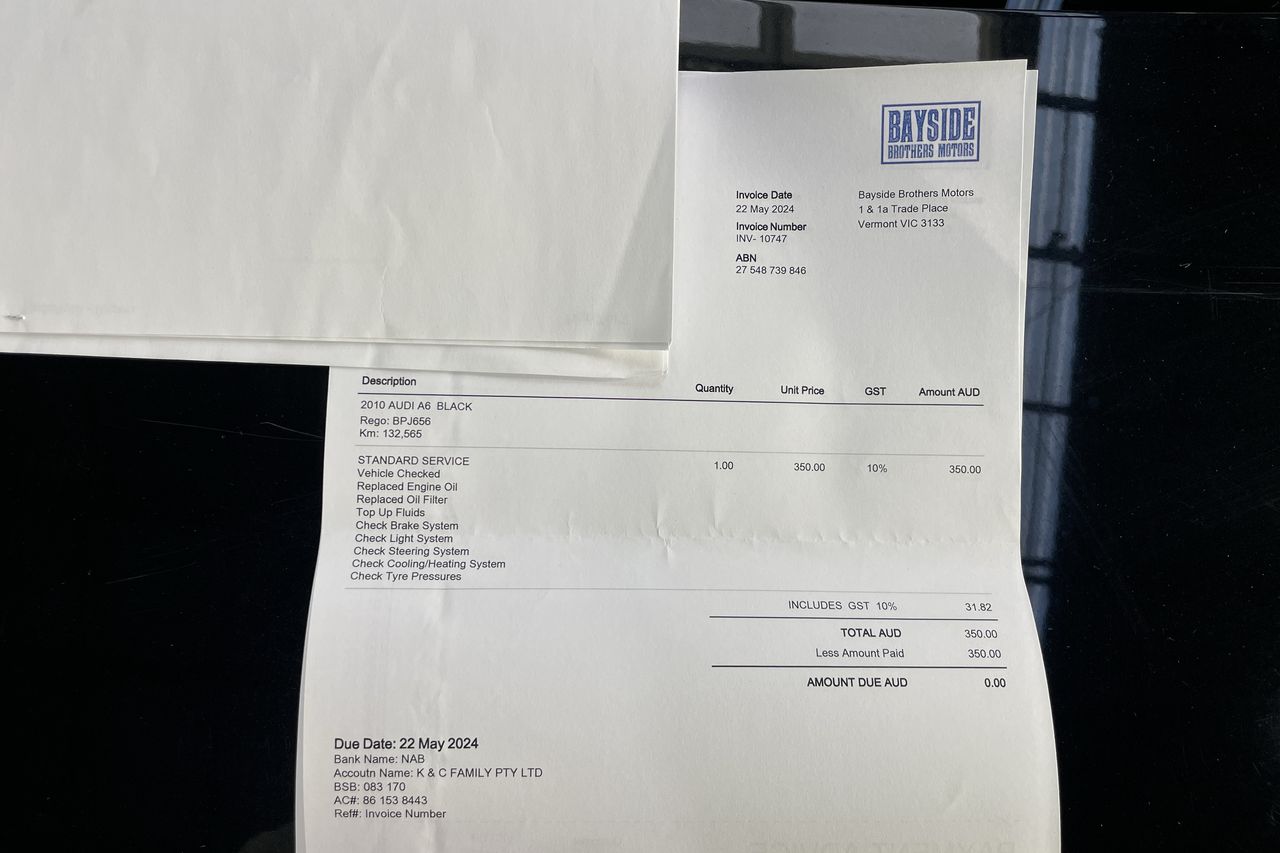 BAYSIDE
BROTHERS MOTORS
Invoice Date
22 May 2024
Invoice Number
INV- 10747
ABN
27 548 739 846
Bayside Brothers Motors
1 & 1a Trade Place
Vermont VIC 3133
Description Quantity Unit Price GST Amount AUD
2010 AUDI A6 BLACK
Rego: BPJ656
Km: 132,565
STANDARD SERVICE 1.00 350.00 10% 350.00
Vehicle Checked
Replaced Engine Oil
Replaced Oil Filter
Top Up Fluids
Check Brake System
Check Light System
Check Steering System
Check Cooling/Heating System
Check Tyre Pressures
INCLUDES GST 10% 31.82
TOTAL AUD 350.00
Less Amount Paid 350.00
AMOUNT DUE AUD 0.00
Due Date: 22 May 2024
Bank Name: NAB
Accoutn Name: K & C FAMILY PTY LTD
BSB: 083 170
AC#: 86 153 8443
Ref#: Invoice Number